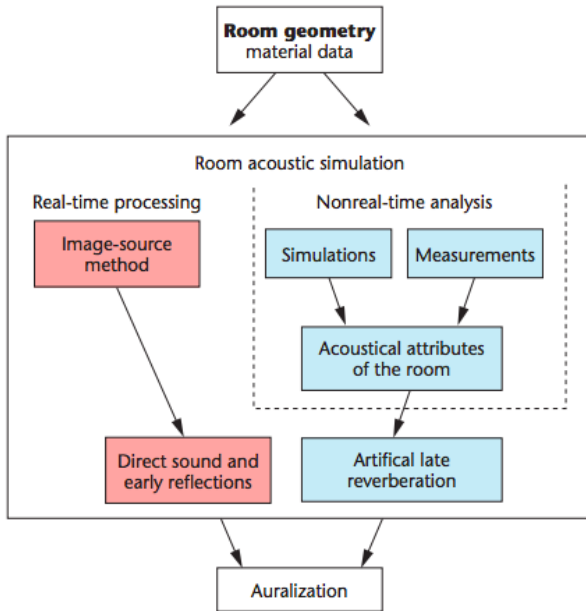 Room geometry
material data
Room acoustic simulation
Real-time processing
Nonreal-time analysis
Image-source
method
Simulations
Measurements
Acoustical attributes
of the room
Direct sound and
early reflections
Artifical late
reverberation
Auralization